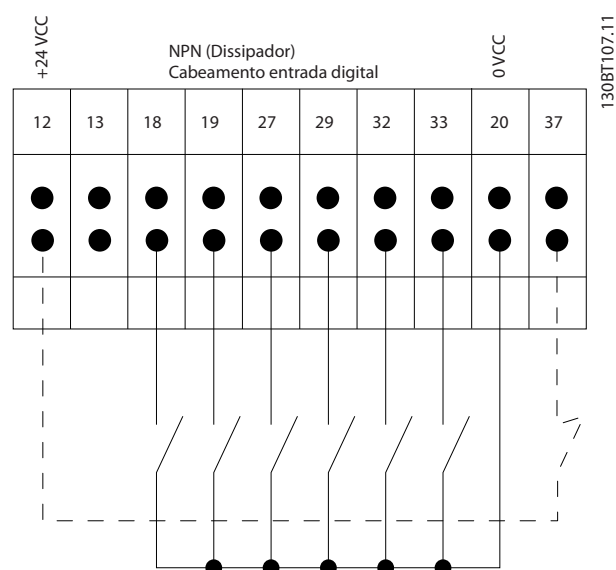 +24 VCC
NPN (Dissipador)
Cabeamento entrada digital
0 VCC
130BT107.11
12 13 18 19 27 29 32 33 20 37